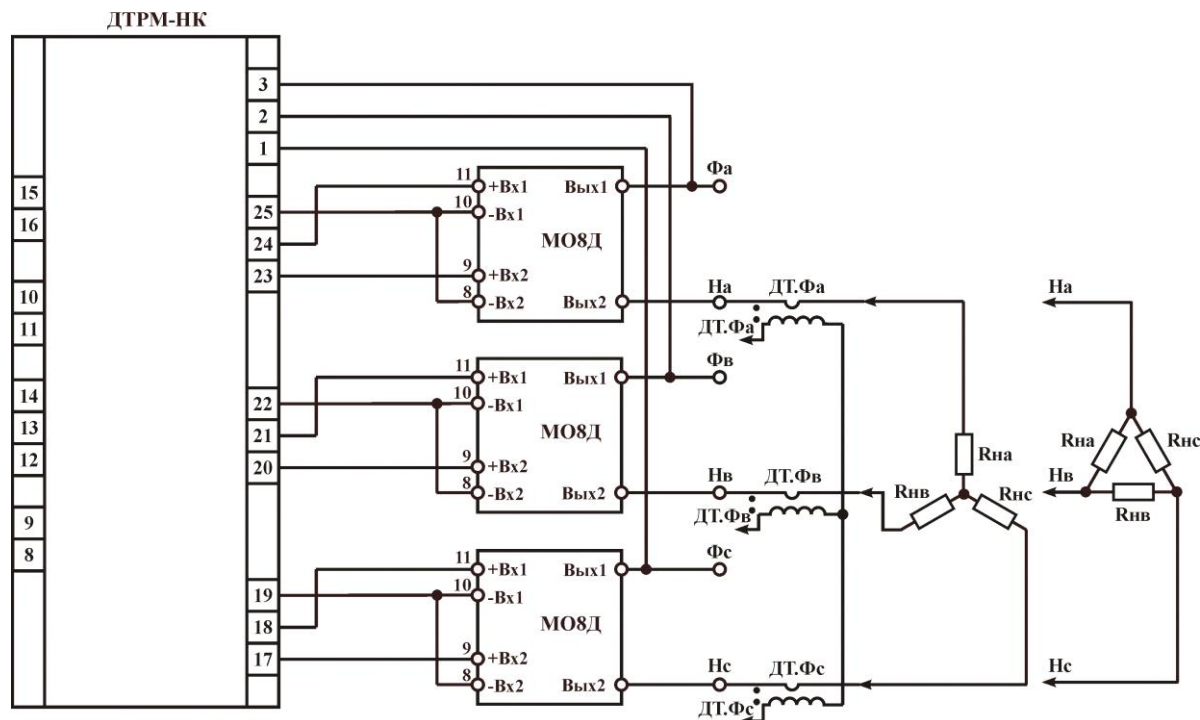 ДТРМ-НК
3
2
1
15
16
25
24
23
10
11
14
13
12
22
21
20
9
8
19
18
17
11 +Вх1 Вых1
10 -Вх1
МО8Д
9 +Вх2
8 -Вх2 Вых2
Фа
На ДТ.Фа
ДТ.Фа
11 +Вх1 Вых1
10 -Вх1
МО8Д
9 +Вх2
8 -Вх2 Вых2
Фв
Нв ДТ.Фв
ДТ.Фв
11 +Вх1 Вых1
10 -Вх1
МО8Д
9 +Вх2
8 -Вх2 Вых2
Фс
Нс ДТ.Фс
ДТ.Фс
Rна
Rнв Rнс
На
Rна Rнс
Нв
Rнв
Нс